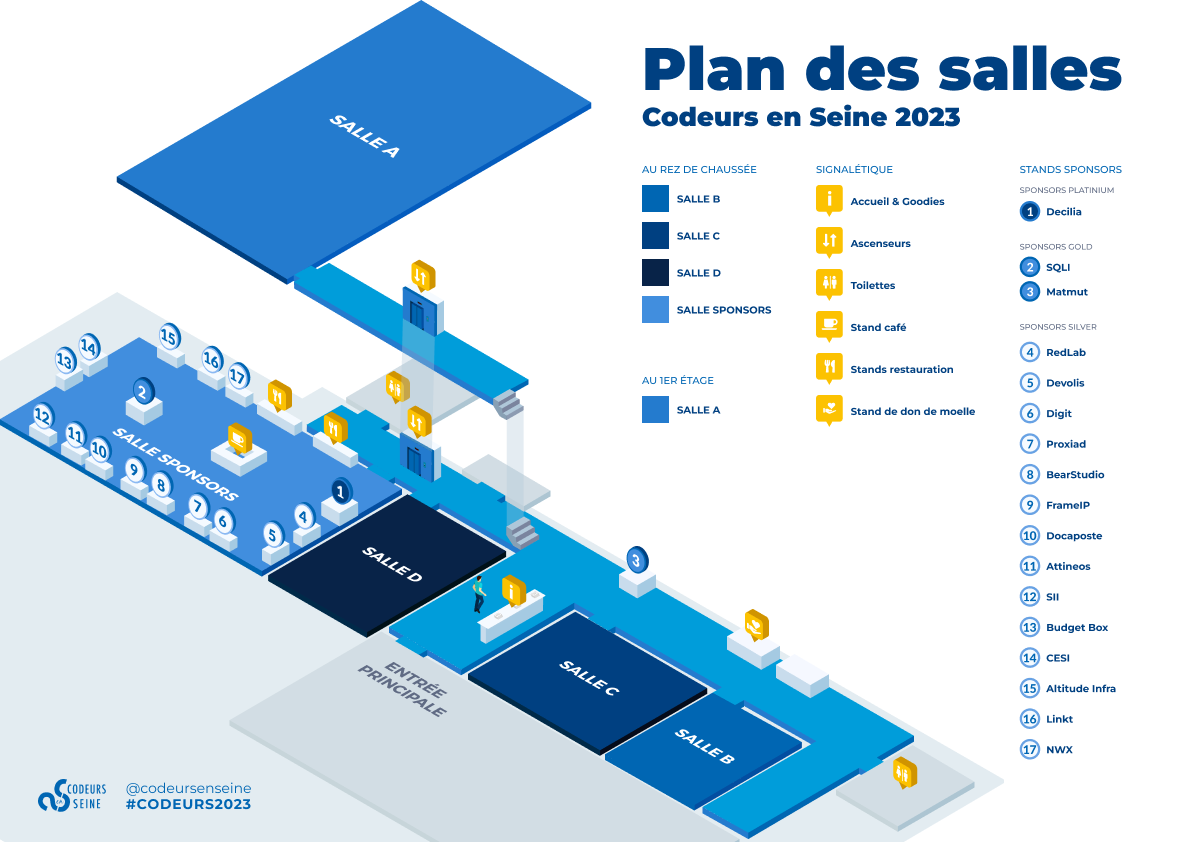 Plan des salles
Codeurs en Seine 2023
AU REZ DE CHAUSSÉE
SALLE B
SALLE C
SALLE D
SALLE SPONSORS
AU 1ER ÉTAGE
SALLE A
SIGNALÉTIQUE
Accueil & Goodies
Ascenseurs
Toilettes
Stand café
Stands restauration
Stand de don de moelle
STANDS SPONSORS
SPONSORS PLATINIUM
1 Decilia
SPONSORS GOLD
2 SQLI
3 Matmut
SPONSORS SILVER
4 RedLab
5 Devolis
6 Digit
7 Proxiad
8 BearStudio
9 FrameIP
10 Docaposte
11 Attineos
12 SII
13 Budget Box
14 CESI
15 Altitude Infra
16 Linkt
17 NWX
SALLE A
15
14
13
16
17
2
12
11
10
9
8
7
6
5
4
1
SALLE SPONSORS
SALLE D
3
ENTRÉE
PRINCIPALE
SALLE C
SALLE B
CODEURS
EN
SEINE
@codeursenseine
#CODEURS2023